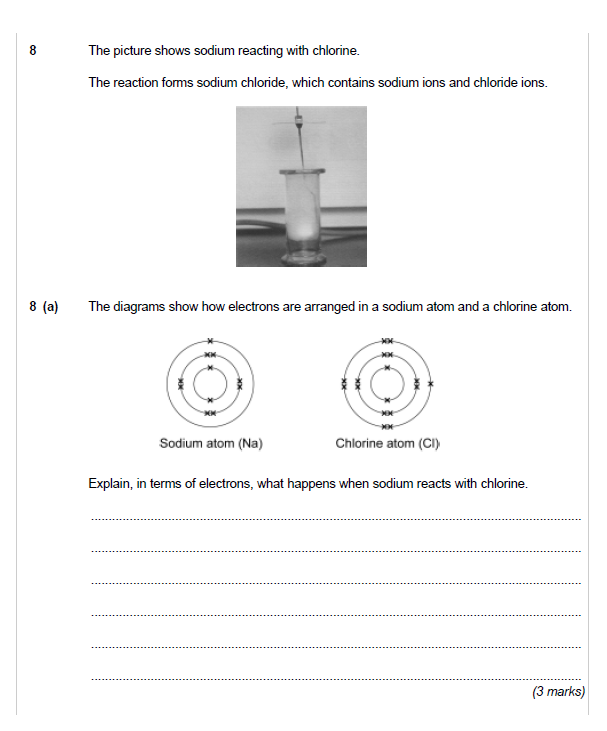 8 The picture shows sodium reacting with chlorine.
The reaction forms sodium chloride, which contains sodium ions and chloride ions.
8 (a) The diagrams show how electrons are arranged in a sodium atom and a chlorine atom.
Sodium atom (Na) Chlorine atom (Cl)
Explain, in terms of electrons, what happens when sodium reacts with chlorine.
(3 marks)